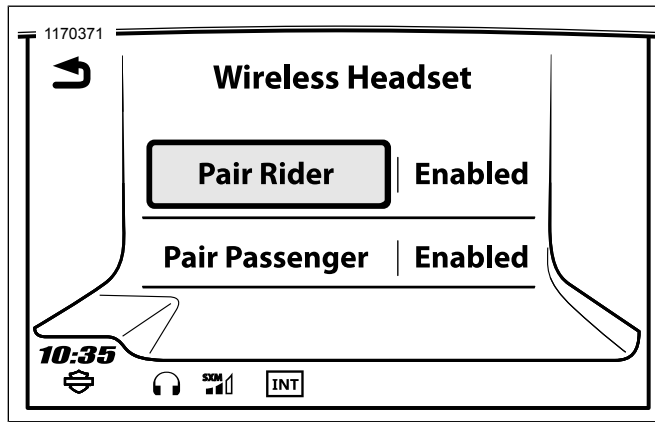 1170371
Wireless Headset
Pair Rider Enabled
Pair Passenger Enabled
10:35
SXM INT